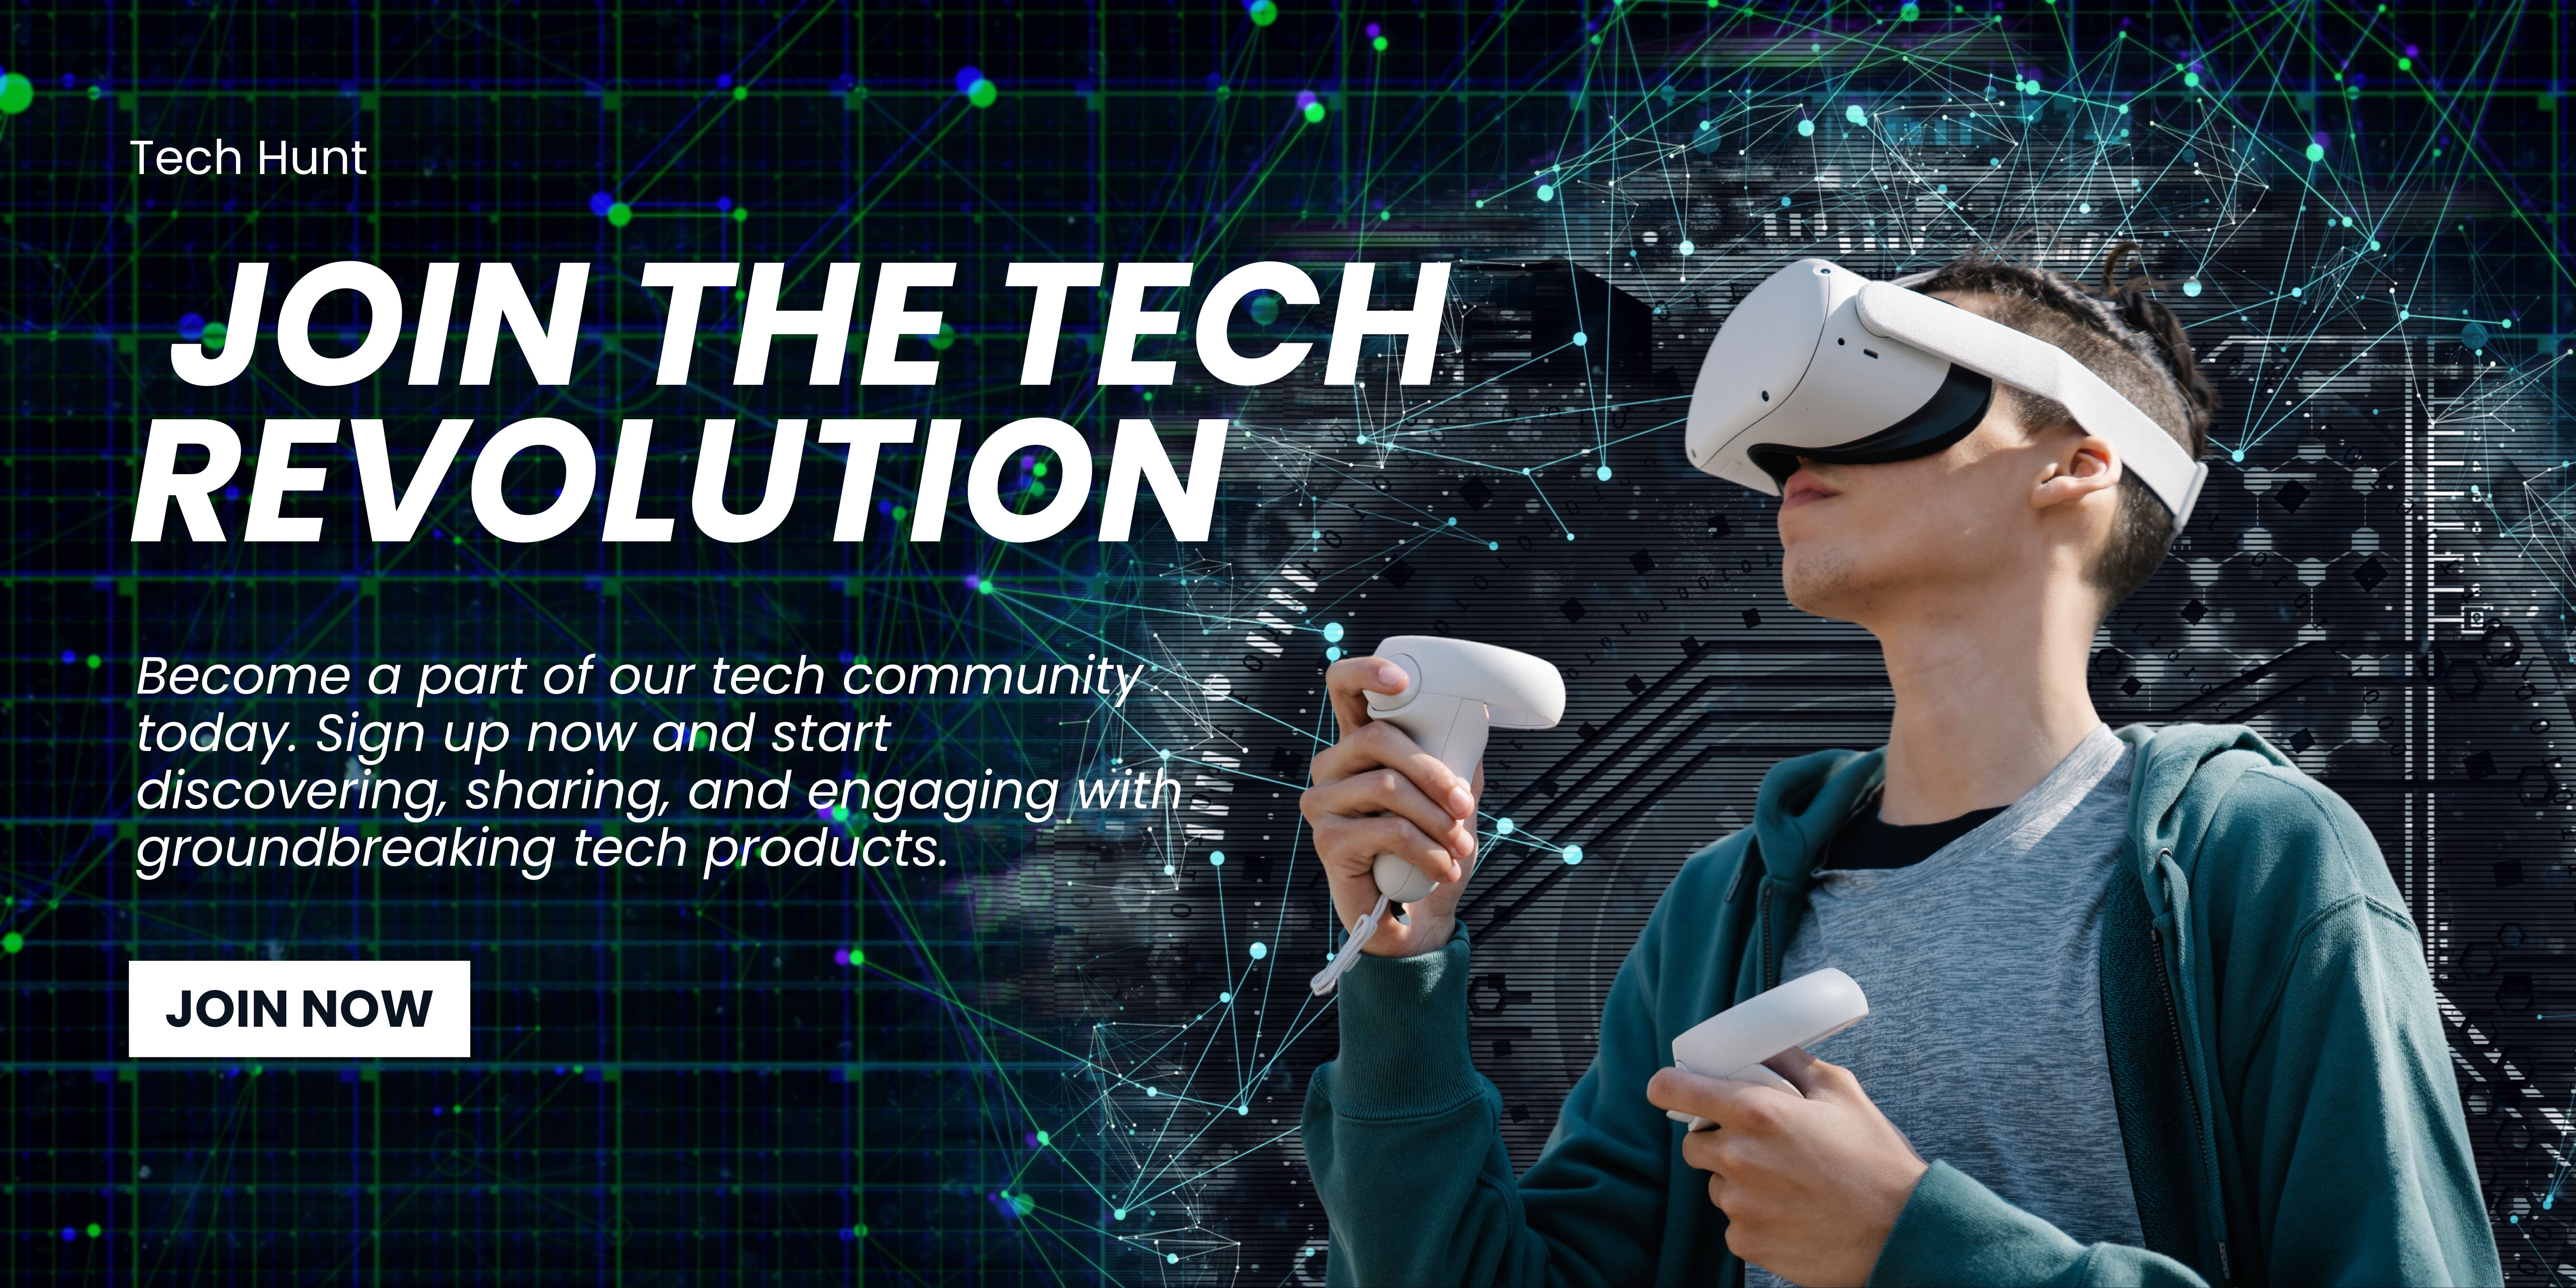 Tech Hunt
JOIN THE TECH
REVOLUTION
Become a part of our tech community
today. Sign up now and start
discovering, sharing, and engaging with
groundbreaking tech products.
JOIN NOW